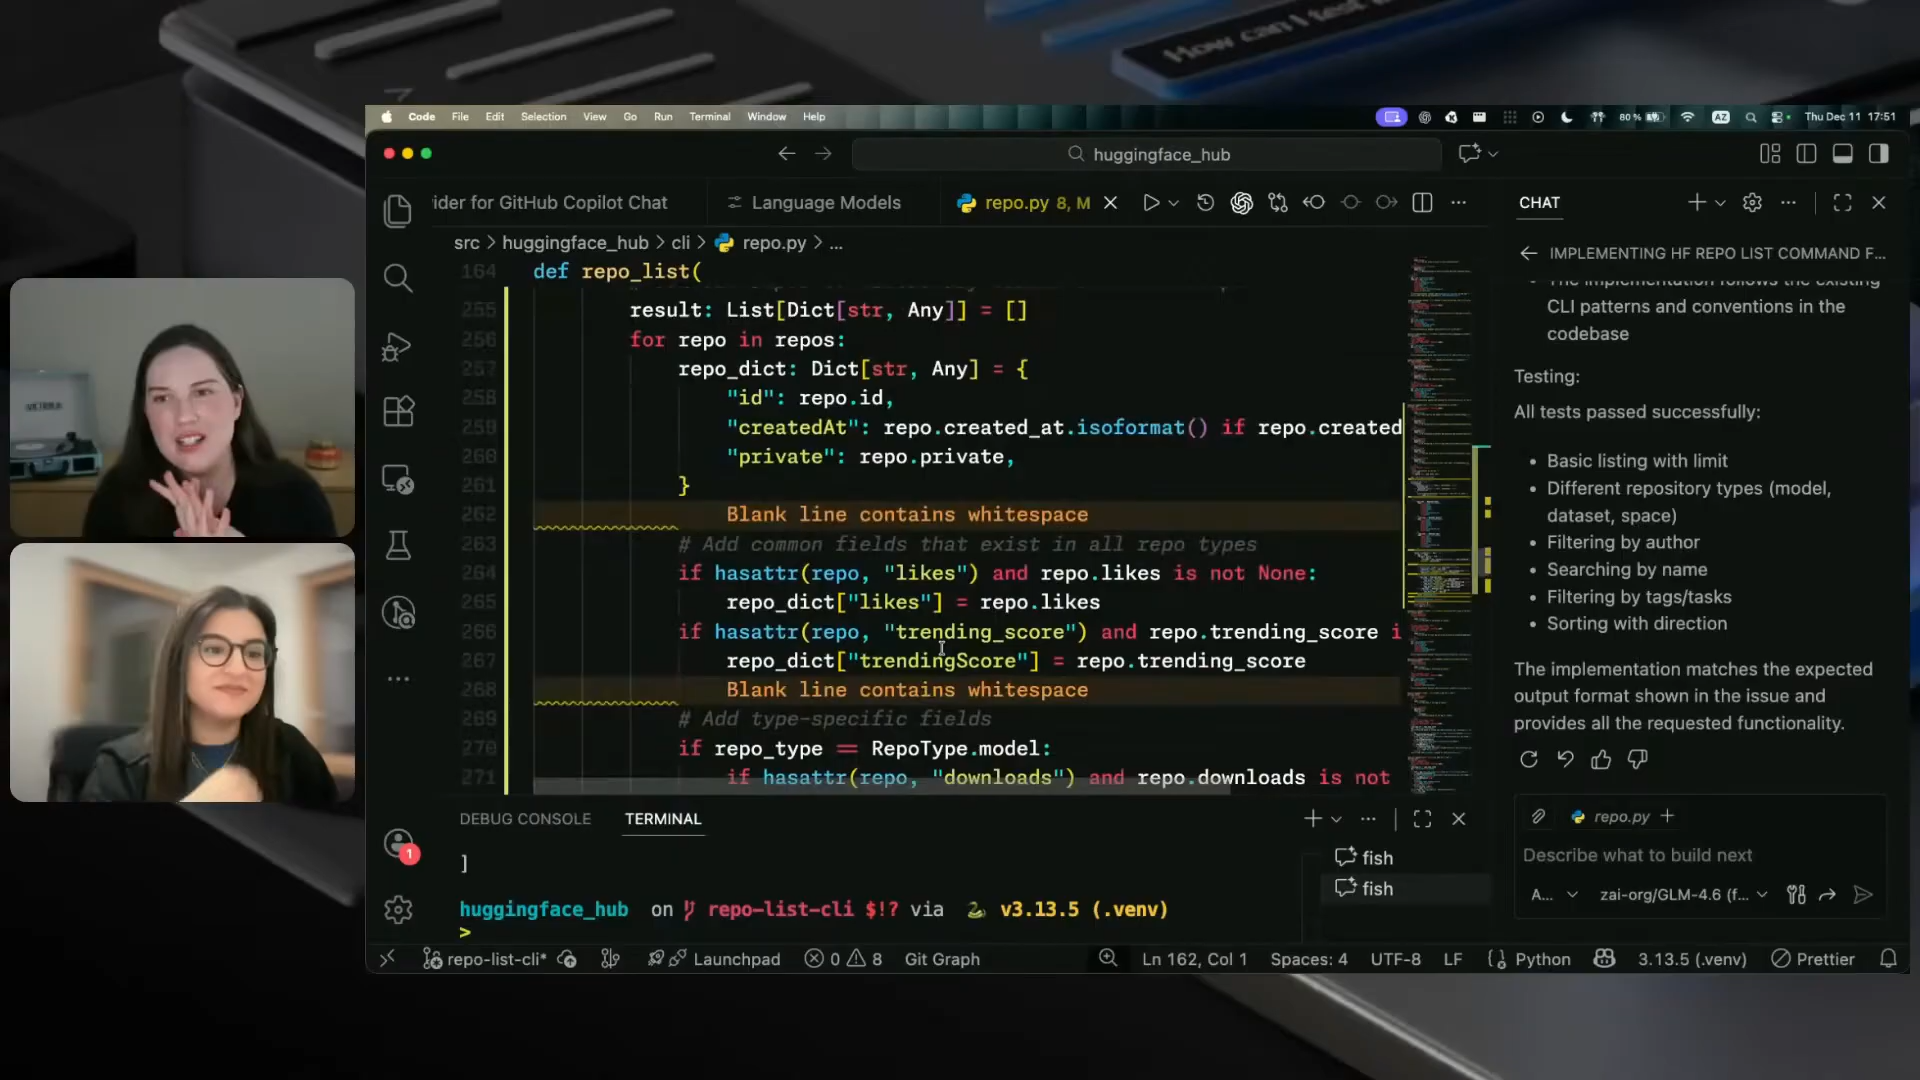 How can I test
Code File Edit Selection View Go Run Terminal Window Help
80 % AZ Thu Dec 11 17:51
huggingface_hub
ider for GitHub Copilot Chat
Language Models
repo.py 8, M
src > huggingface_hub > cli > repo.py > ...
164 def repo_list(
255 result: List[Dict[str, Any]] = []
256 for repo in repos:
257 repo_dict: Dict[str, Any] = {
258 "id": repo.id,
259 "createdAt": repo.created_at.isoformat() if repo.created
260 "private": repo.private,
261 }
262 Blank line contains whitespace
263 # Add common fields that exist in all repo types
264 if hasattr(repo, "likes") and repo.likes is not None:
265 repo_dict["likes"] = repo.likes
266 if hasattr(repo, "trending_score") and repo.trending_score i
267 repo_dict["trendingScore"] = repo.trending_score
268 Blank line contains whitespace
269 # Add type-specific fields
270 if repo_type == RepoType.model:
271 if hasattr(repo, "downloads") and repo.downloads is not
DEBUG CONSOLE TERMINAL
]
huggingface_hub on repo-list-cli $!? via v3.13.5 (.venv)
>
fish
fish
CHAT
IMPLEMENTING HF REPO LIST COMMAND F...
The implementation follows the existing
CLI patterns and conventions in the
codebase
Testing:
All tests passed successfully:
• Basic listing with limit
• Different repository types (model,
dataset, space)
• Filtering by author
• Searching by name
• Filtering by tags/tasks
• Sorting with direction
The implementation matches the expected
output format shown in the issue and
provides all the requested functionality.
repo.py +
Describe what to build next
A... zai-org/GLM-4.6 (f...
1
repo-list-cli* Launchpad 0 8 Git Graph Ln 162, Col 1 Spaces: 4 UTF-8 LF Python 3.13.5 (.venv) Prettier